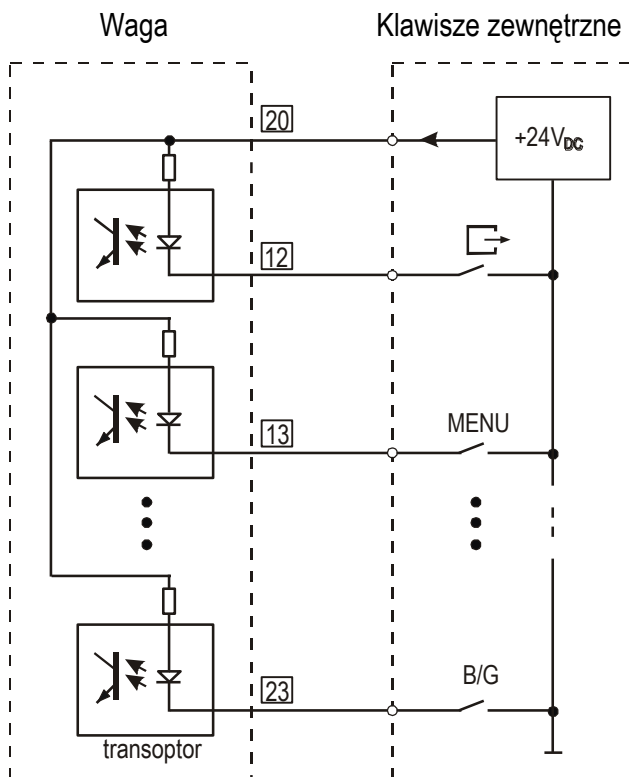 Waga
Klawisze zewnętrzne
20
+24VDC
12
13
MENU
23
B/G
transoptor